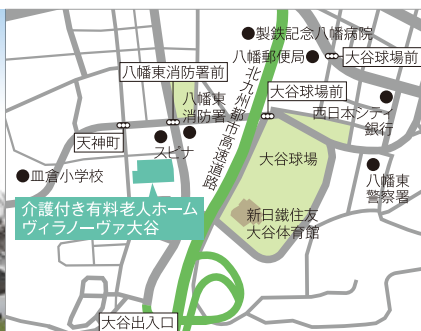 製鉄記念八幡病院
八幡郵便局
大谷球場前
八幡東消防署前
大谷球場前
八幡東
消防署
北九州都市高速道路
西日本シティ
銀行
天神町
スピナ
大谷球場
皿倉小学校
八幡東
警察署
介護付き有料老人ホーム
ヴィラノーヴァ大谷
新日鐵住友
大谷体育館
大谷出入口